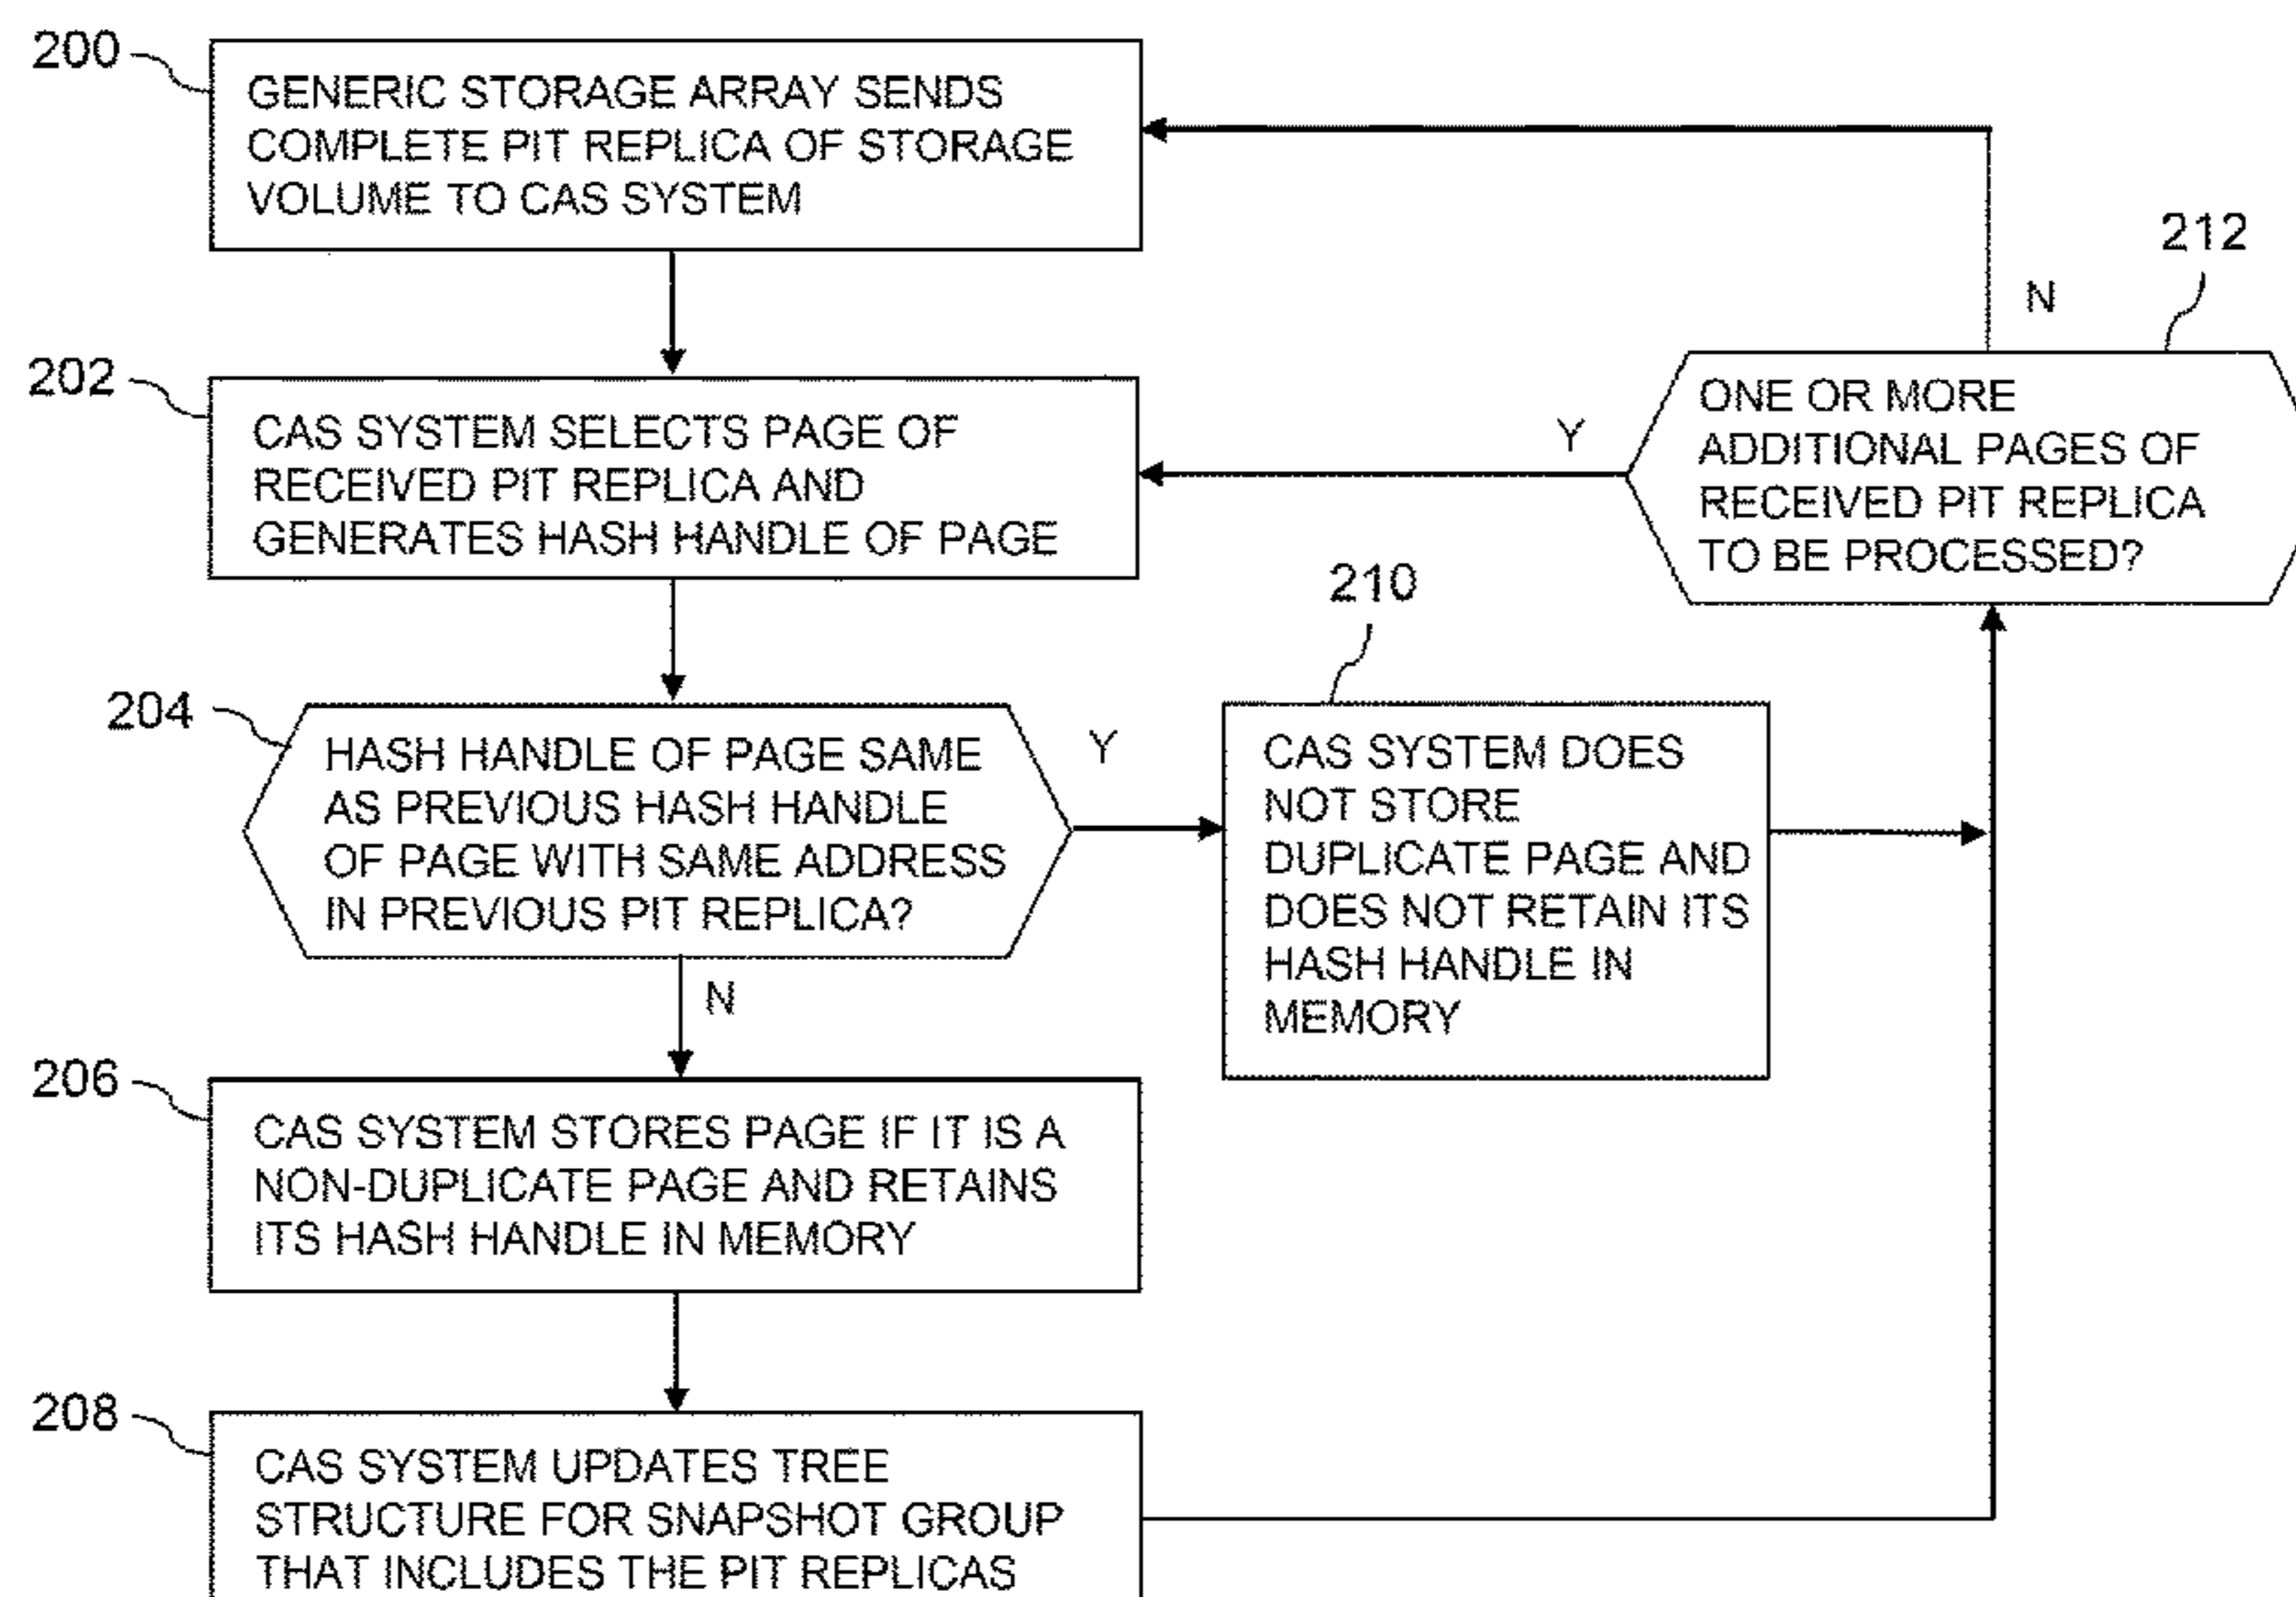 200
GENERIC STORAGE ARRAY SENDS
COMPLETE PIT REPLICA OF STORAGE
VOLUME TO CAS SYSTEM
202
CAS SYSTEM SELECTS PAGE OF
RECEIVED PIT REPLICA AND
GENERATES HASH HANDLE OF PAGE
212
N
ONE OR MORE
ADDITIONAL PAGES OF
RECEIVED PIT REPLICA
TO BE PROCESSED?
Y
204
HASH HANDLE OF PAGE SAME
AS PREVIOUS HASH HANDLE
OF PAGE WITH SAME ADDRESS
IN PREVIOUS PIT REPLICA?
Y
N
210
CAS SYSTEM DOES
NOT STORE
DUPLICATE PAGE AND
DOES NOT RETAIN ITS
HASH HANDLE IN
MEMORY
206
CAS SYSTEM STORES PAGE IF IT IS A
NON-DUPLICATE PAGE AND RETAINS
ITS HASH HANDLE IN MEMORY
208
CAS SYSTEM UPDATES TREE
STRUCTURE FOR SNAPSHOT GROUP
THAT INCLUDES THE PIT REPLICAS